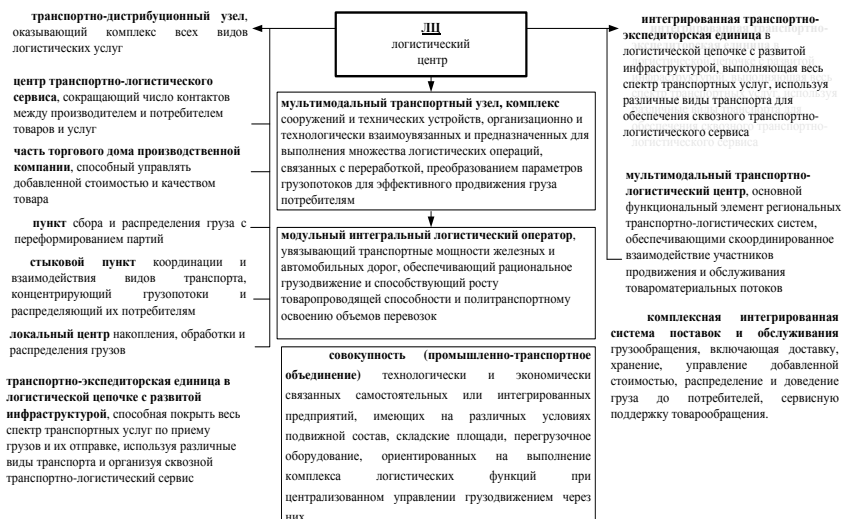 транспортно-дистрибуционный узел,
оказывающий комплекс всех видов
логистических услуг
центр транспортно-логистического
сервиса, сокращающий число контактов
между производителем и потребителем
товаров и услуг
часть торгового дома производственной
компании, способный управлять
добавленной стоимостью и качеством
товара
пункт сбора и распределения груза с
переформированием партий
стыковой пункт координации и
взаимодействия видов транспорта,
концентрирующий грузопотоки и
распределяющий их потребителям
локальный центр накопления, обработки и
распределения грузов
транспортно-экспедиторская единица в
логистической цепочке с развитой
инфраструктурой, способная покрыть весь
спектр транспортных услуг по приему
грузов и их отправке, используя различные
виды транспорта и организуя сквозной
транспортно-логистический сервис
ЛЦ
логистический
центр
мультимодальный транспортный узел, комплекс
сооружений и технических устройств, организационно и
технологически взаимоувязанных и предназначенных для
выполнения множества логистических операций,
связанных с переработкой, преобразованием параметров
грузопотоков для эффективного продвижения груза
потребителям
модульный интегральный логистический оператор,
увязывающий транспортные мощности железных и
автомобильных дорог, обеспечивающий рациональное
грузодвижение и способствующий росту
товаропроводящей способности и политранспортному
освоению объемов перевозок
совокупность (промышленно-транспортное
объединение) технологически и экономически
связанных самостоятельных или интегрированных
предприятий, имеющих на различных условиях
подвижной состав, складские площади, перегрузочное
оборудование, ориентированных на выполнение
комплекса логистических функций при
централизованном управлении грузодвижением через
них
интегрированная транспортно-
экспедиторская единица в
логистической цепочке с развитой
инфраструктурой, выполняющая весь
спектр транспортных услуг, используя
различные виды транспорта для
обеспечения сквозного транспортно-
логистического сервиса
мультимодальный транспортно-
логистический центр, основной
функциональный элемент региональных
транспортно-логистических систем,
обеспечивающими скоординированное
взаимодействие участников
продвижения и обслуживания
товароматериальных потоков
комплексная интегрированная
система поставок и обслуживания
грузообращения, включающая доставку,
хранение, управление добавленной
стоимостью, распределение и доведение
груза до потребителей, сервисную
поддержку товарообращения.